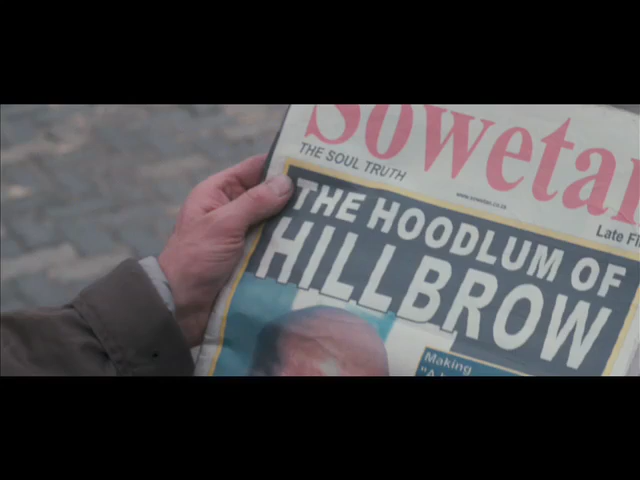 Sowetan
THE SOUL TRUTH
www.sowetan.co.za
Late Fi
THE HOODLUM OF
HILLBROW
Making